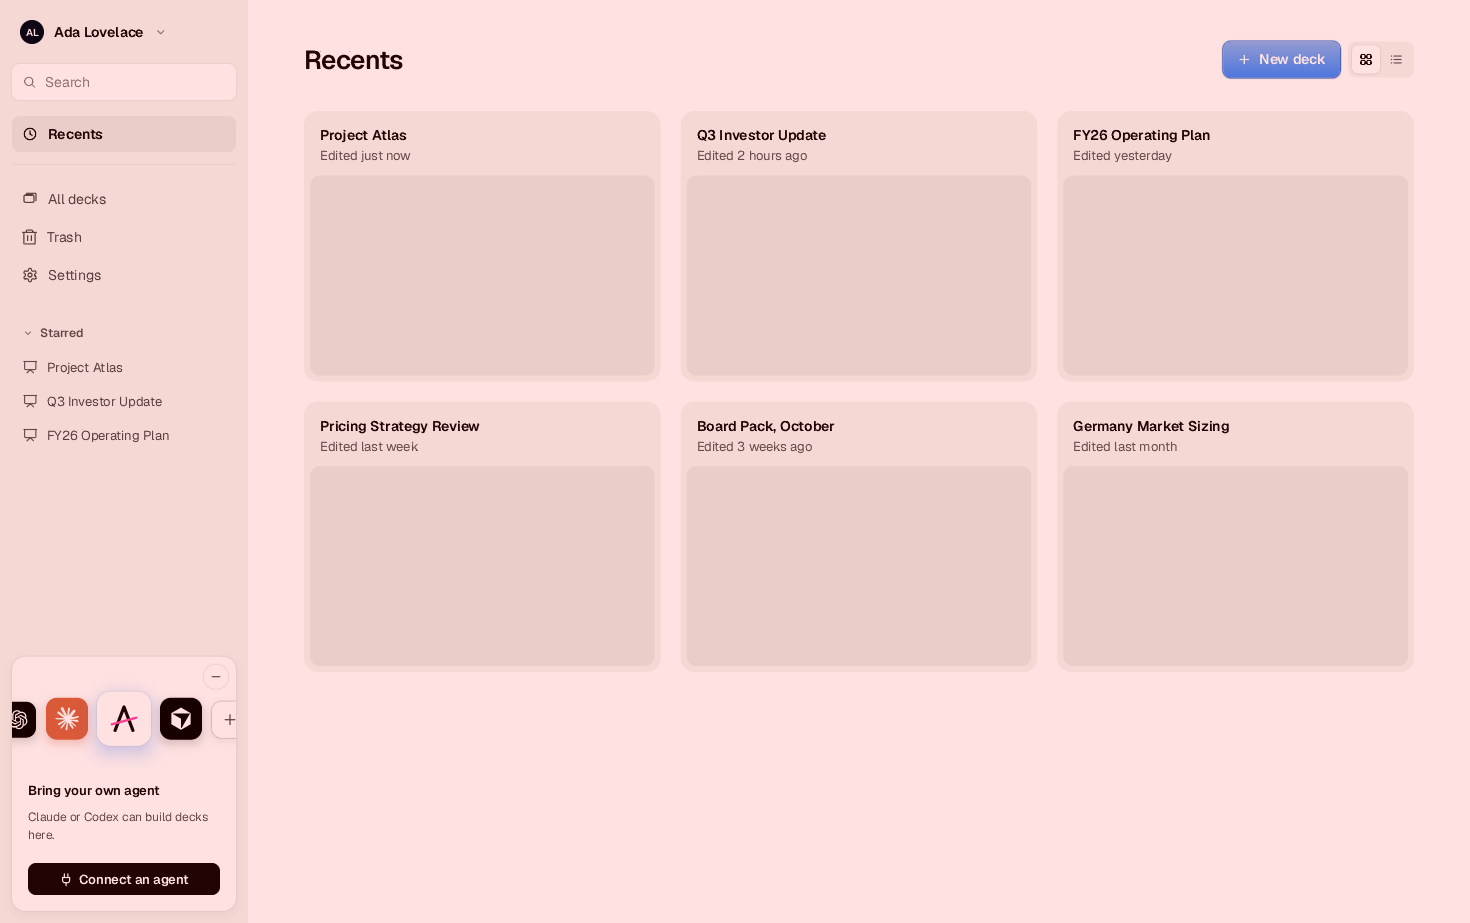 AL
Ada Lovelace
Search
Recents
All decks
Trash
Settings
Starred
Project Atlas
Q3 Investor Update
FY26 Operating Plan
Bring your own agent
Claude or Codex can build decks
here.
Connect an agent
Recents
New deck
Project Atlas
Edited just now
Q3 Investor Update
Edited 2 hours ago
FY26 Operating Plan
Edited yesterday
Pricing Strategy Review
Edited last week
Board Pack, October
Edited 3 weeks ago
Germany Market Sizing
Edited last month